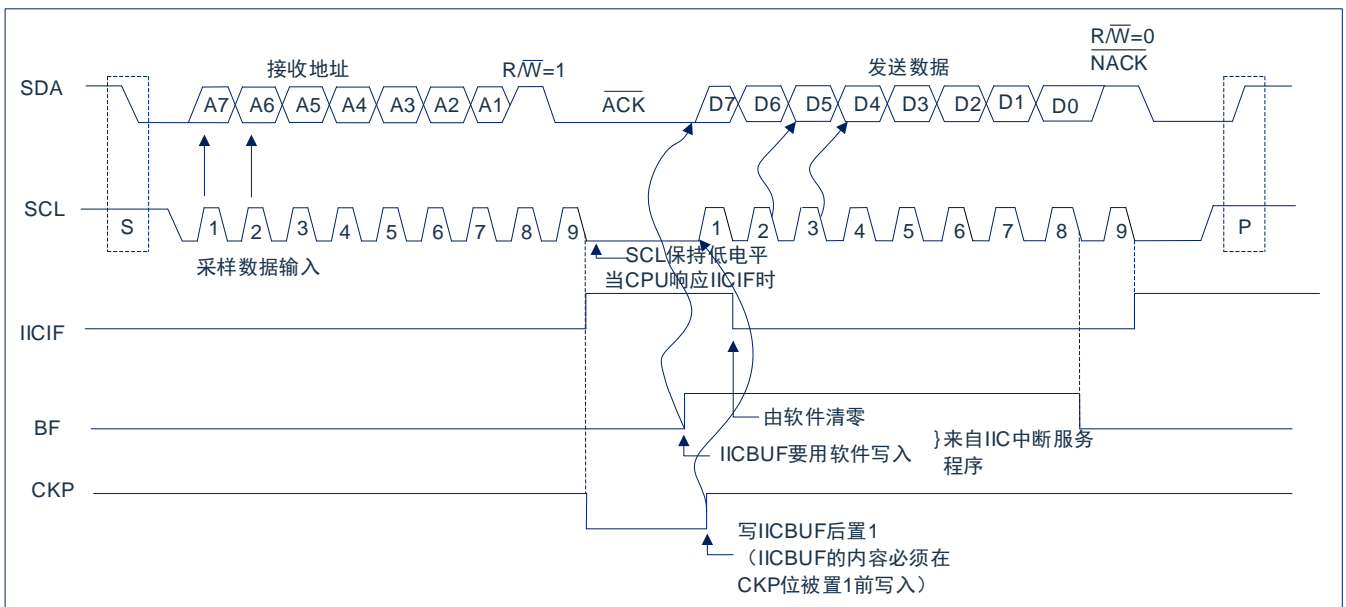 R/W=0
NACK
接收地址 R/W=1 发送数据
SDA A7 A6 A5 A4 A3 A2 A1 ACK D7 D6 D5 D4 D3 D2 D1 D0
SCL S 1 2 3 4 5 6 7 8 9 1 2 3 4 5 6 7 8 9 P
采样数据输入
SCL保持低电平
当CPU响应IICIF时
IICIF
由软件清零
BF
IICBUF要用软件写入
}来自IIC中断服务
程序
CKP
写IICBUF后置1
（IICBUF的内容必须在
CKP位被置1前写入）